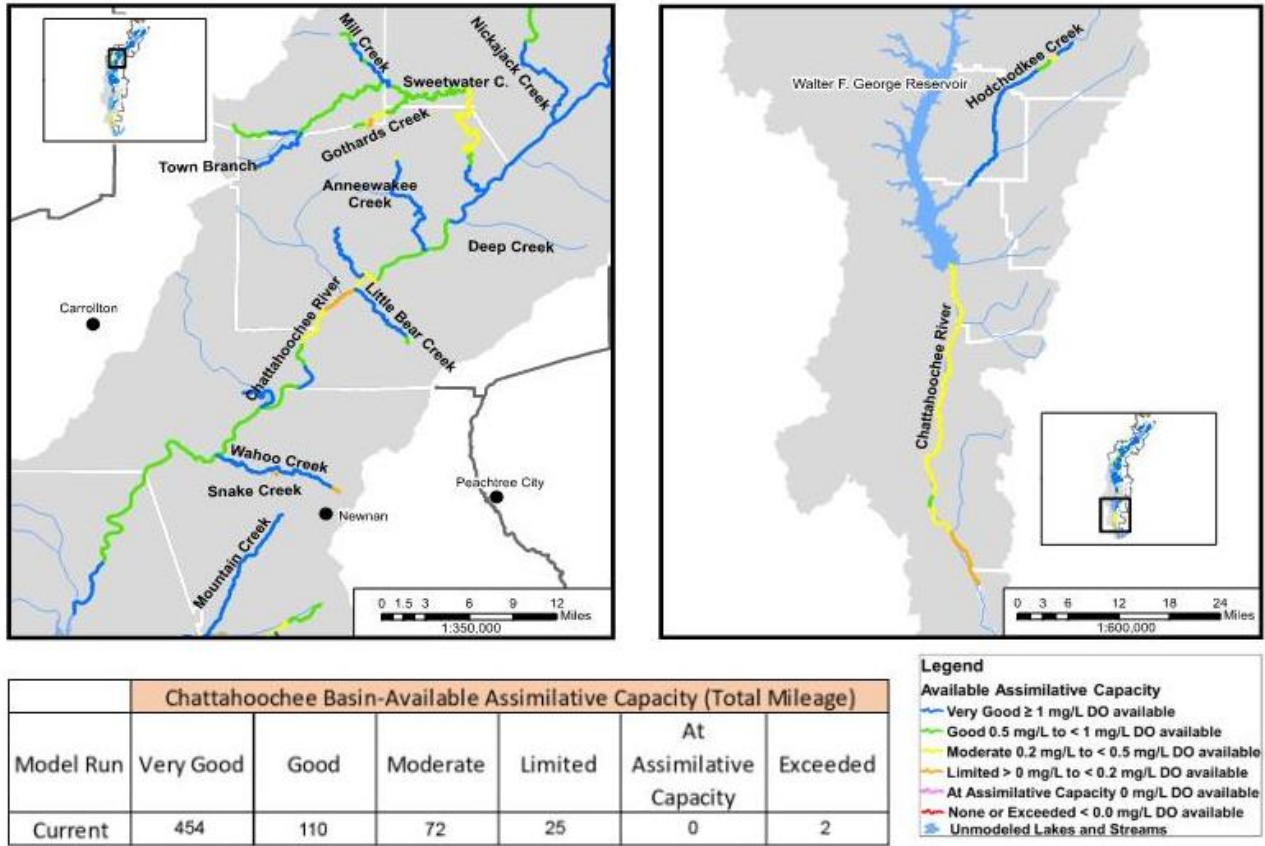 Mill Creek
Nickajack Creek
Sweetwater C.
Gothards Creek
Town Branch
Anneewakee
Creek
Deep Creek
Carrollton
Chattahoochee River
Little Bear Creek
Wahoo Creek
Snake Creek
Peachtree City
Newnan
Mountain Creek
0 1.5 3 6 9 12
Miles
1:350,000
Hodchodkee Creek
Walter F. George Reservoir
Chattahoochee River
0 3 6 12 18 24
Miles
1:600,000
Chattahoochee Basin-Available Assimilative Capacity (Total Mileage)
Model Run Very Good Good Moderate Limited At Assimilative Capacity Exceeded
Current 454 110 72 25 0 2
Legend
Available Assimilative Capacity
Very Good ≥ 1 mg/L DO available
Good 0.5 mg/L to < 1 mg/L DO available
Moderate 0.2 mg/L to < 0.5 mg/L DO available
Limited > 0 mg/L to < 0.2 mg/L DO available
At Assimilative Capacity 0 mg/L DO available
None or Exceeded < 0.0 mg/L DO available
Unmodeled Lakes and Streams